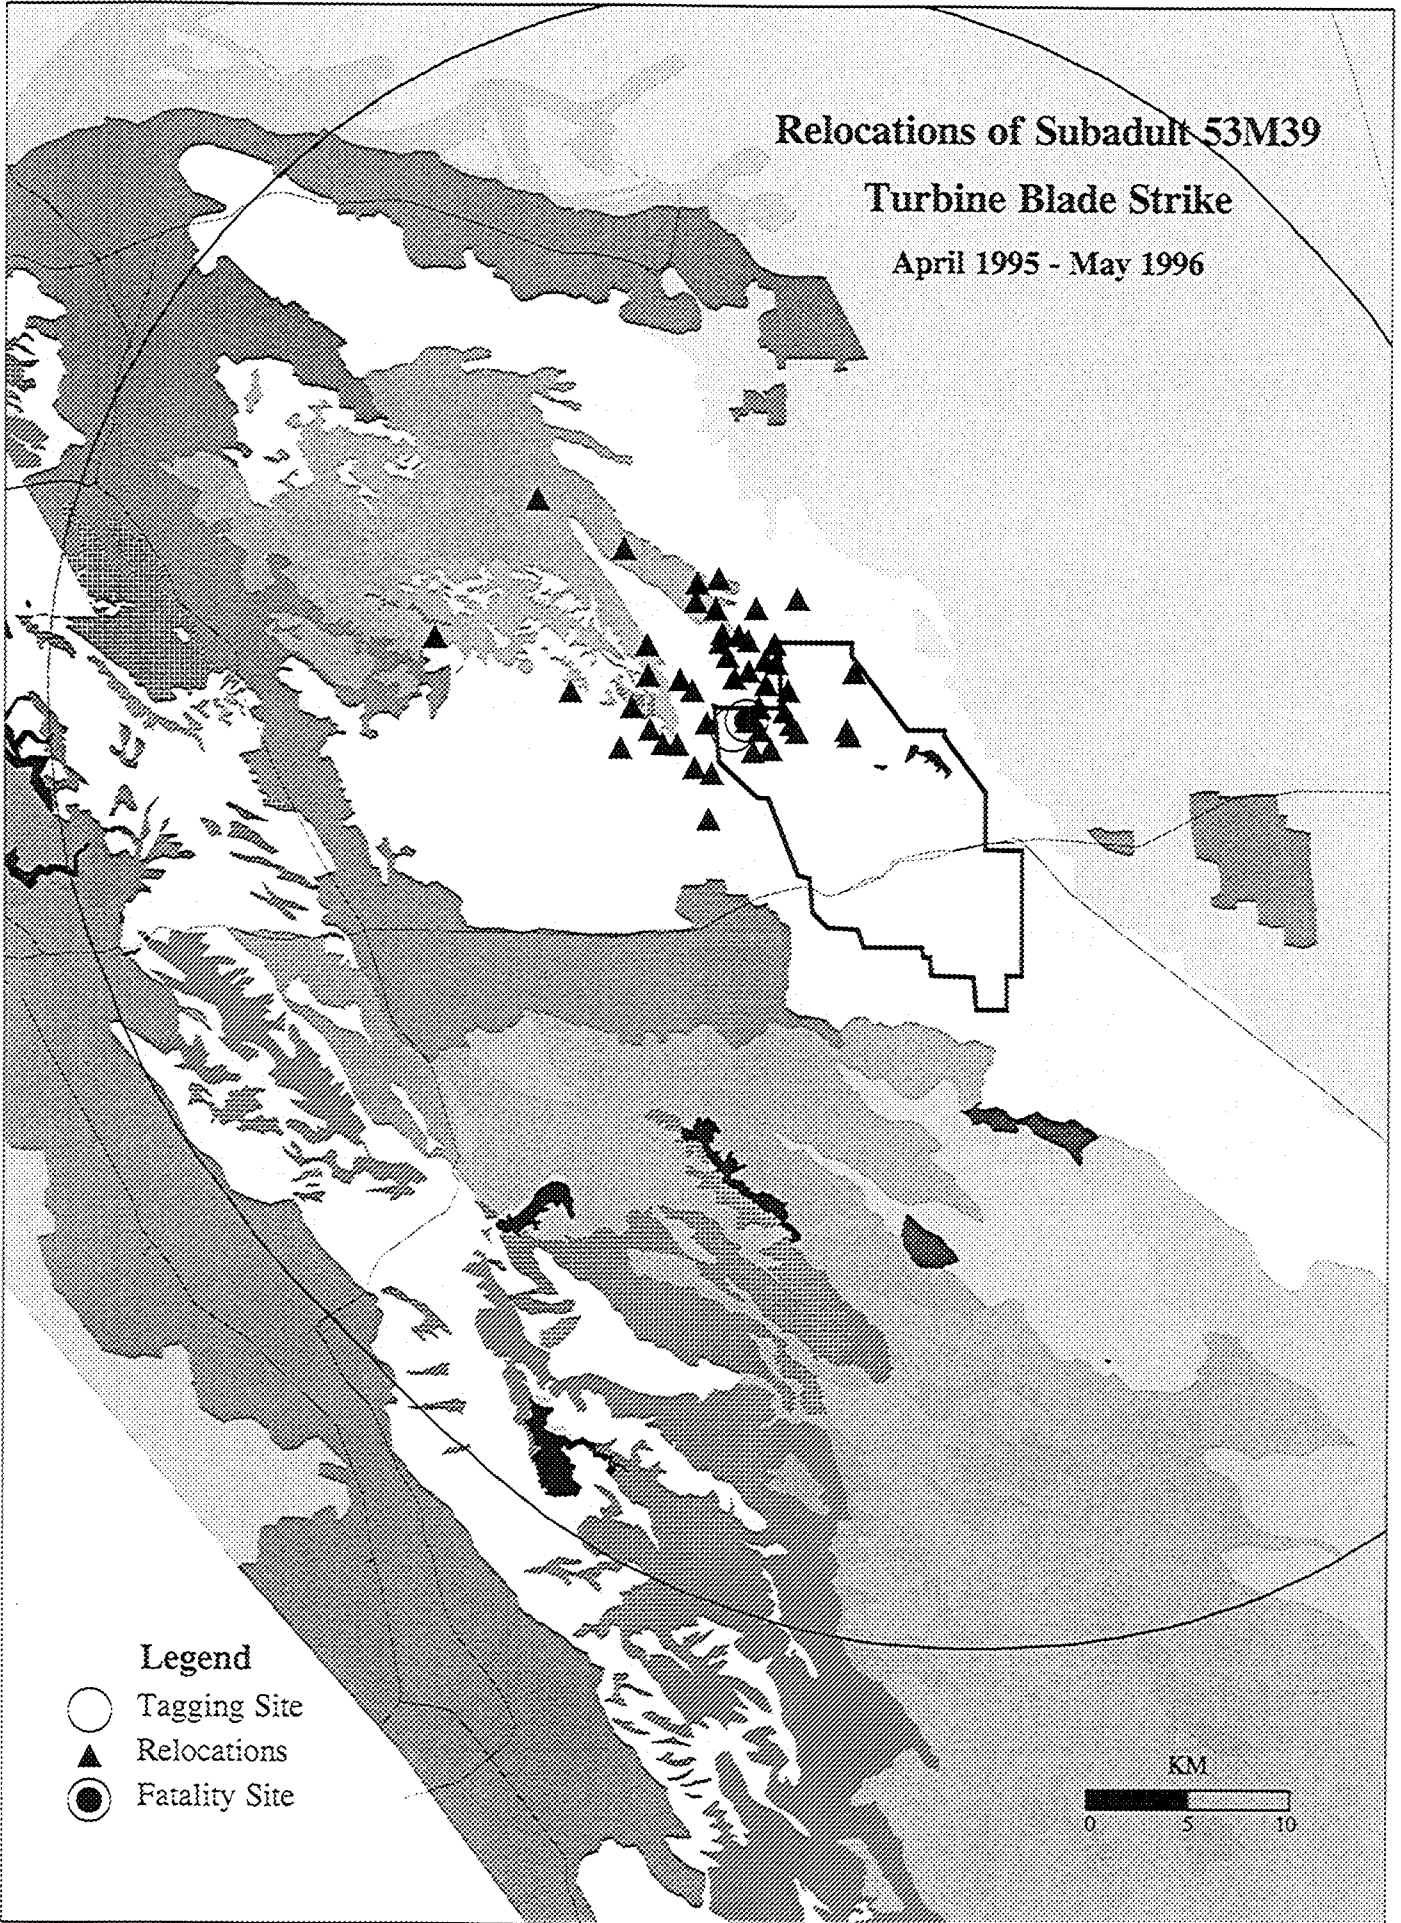 Relocations of Subadult 53M39
Turbine Blade Strike
April 1995 - May 1996
Legend
Tagging Site
Relocations
Fatality Site
KM
0 5 10